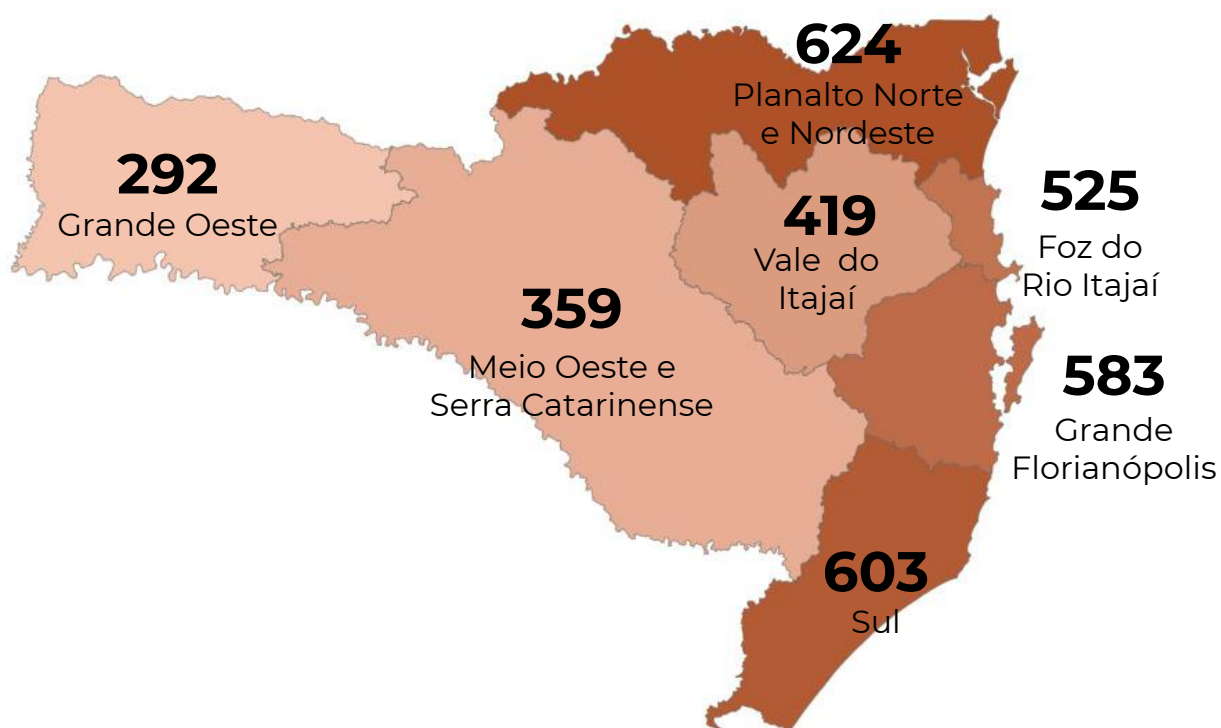 624
Planalto Norte
e Nordeste
292
Grande Oeste
419
Vale do
Itajaí
525
Foz do
Rio Itajaí
359
Meio Oeste e
Serra Catarinense
583
Grande
Florianópolis
603
Sul